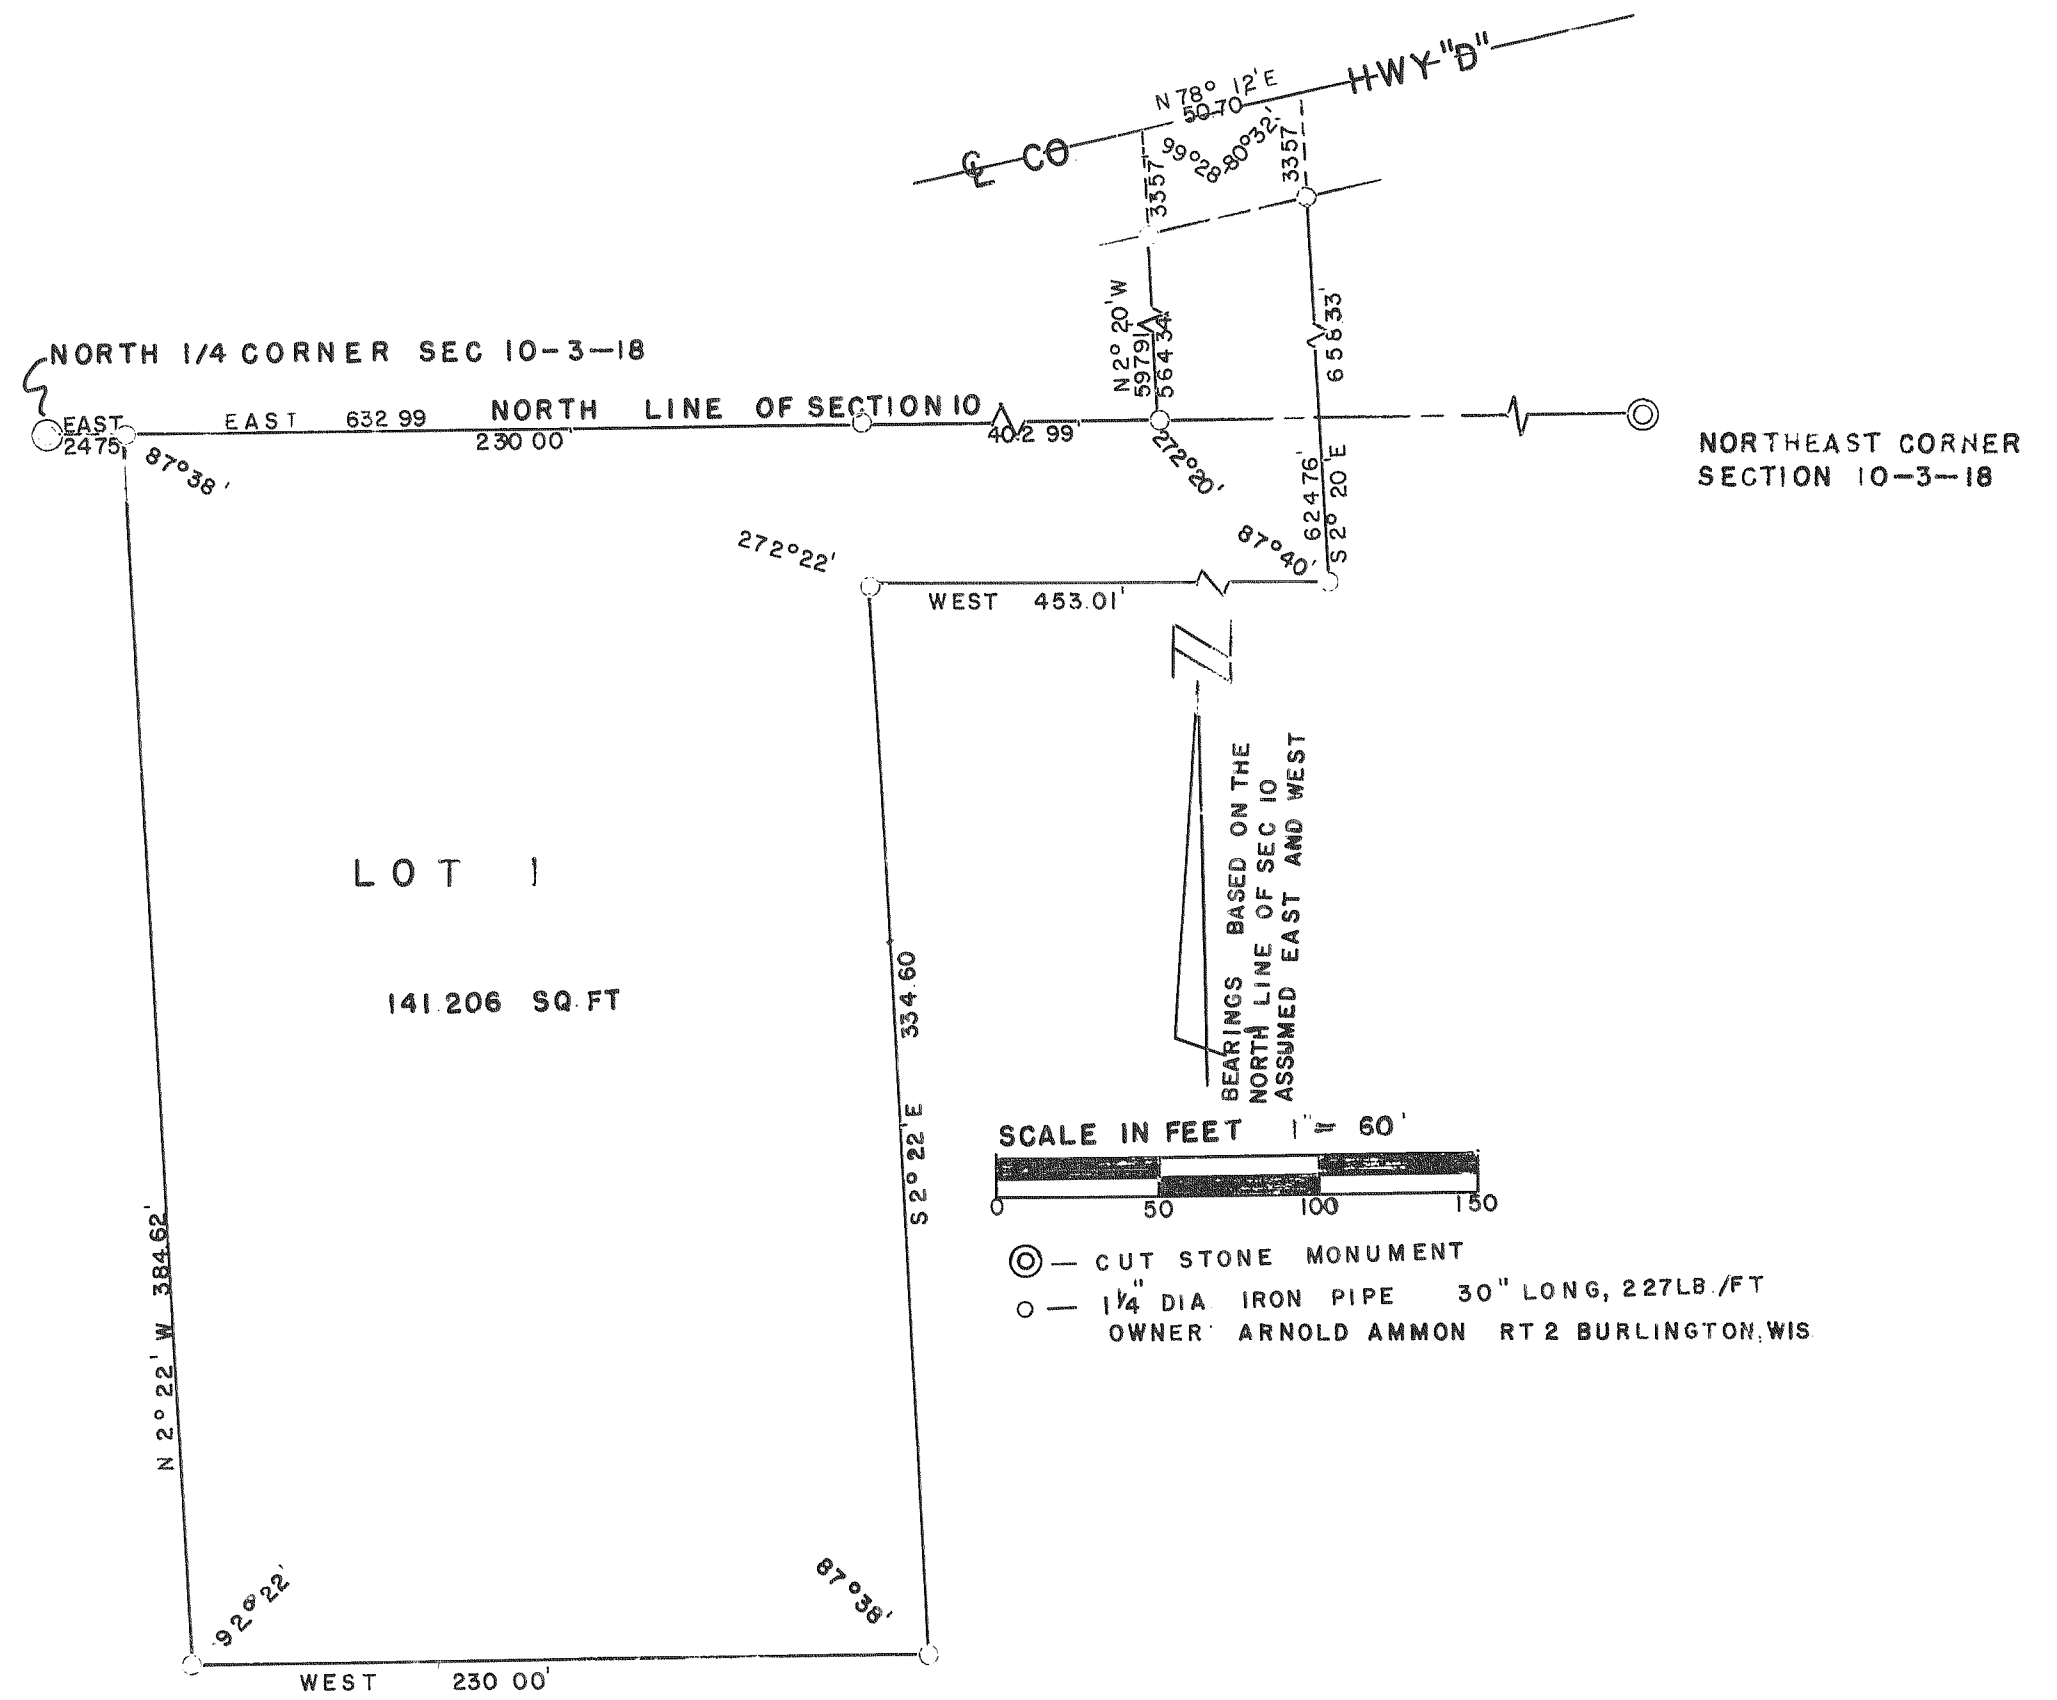 HWY "D"
N 78° 12' E
50.70
℄ CO
99°28'
80°32'
33.57
33.57
N 2° 20' W
597.91
564.34'
658.33'
NORTH 1/4 CORNER SEC 10-3-18
EAST
24.75
EAST 632.99
NORTH LINE OF SECTION 10
230.00'
402.99'
87°38'
272°20'
NORTHEAST CORNER
SECTION 10-3-18
624.76'
S 2° 20' E
272°22'
87°40'
WEST 453.01'
N
BEARINGS BASED ON THE
NORTH LINE OF SEC 10
ASSUMED EAST AND WEST
LOT 1
141.206 SQ. FT
334.60
S 2° 22' E
N 2° 22' W 384.62'
SCALE IN FEET 1" = 60'
0 50 100 150
CUT STONE MONUMENT
1 1/4" DIA. IRON PIPE 30" LONG, 2.27LB./FT
OWNER: ARNOLD AMMON RT 2 BURLINGTON, WIS.
92°22'
87°38'
WEST 230.00'